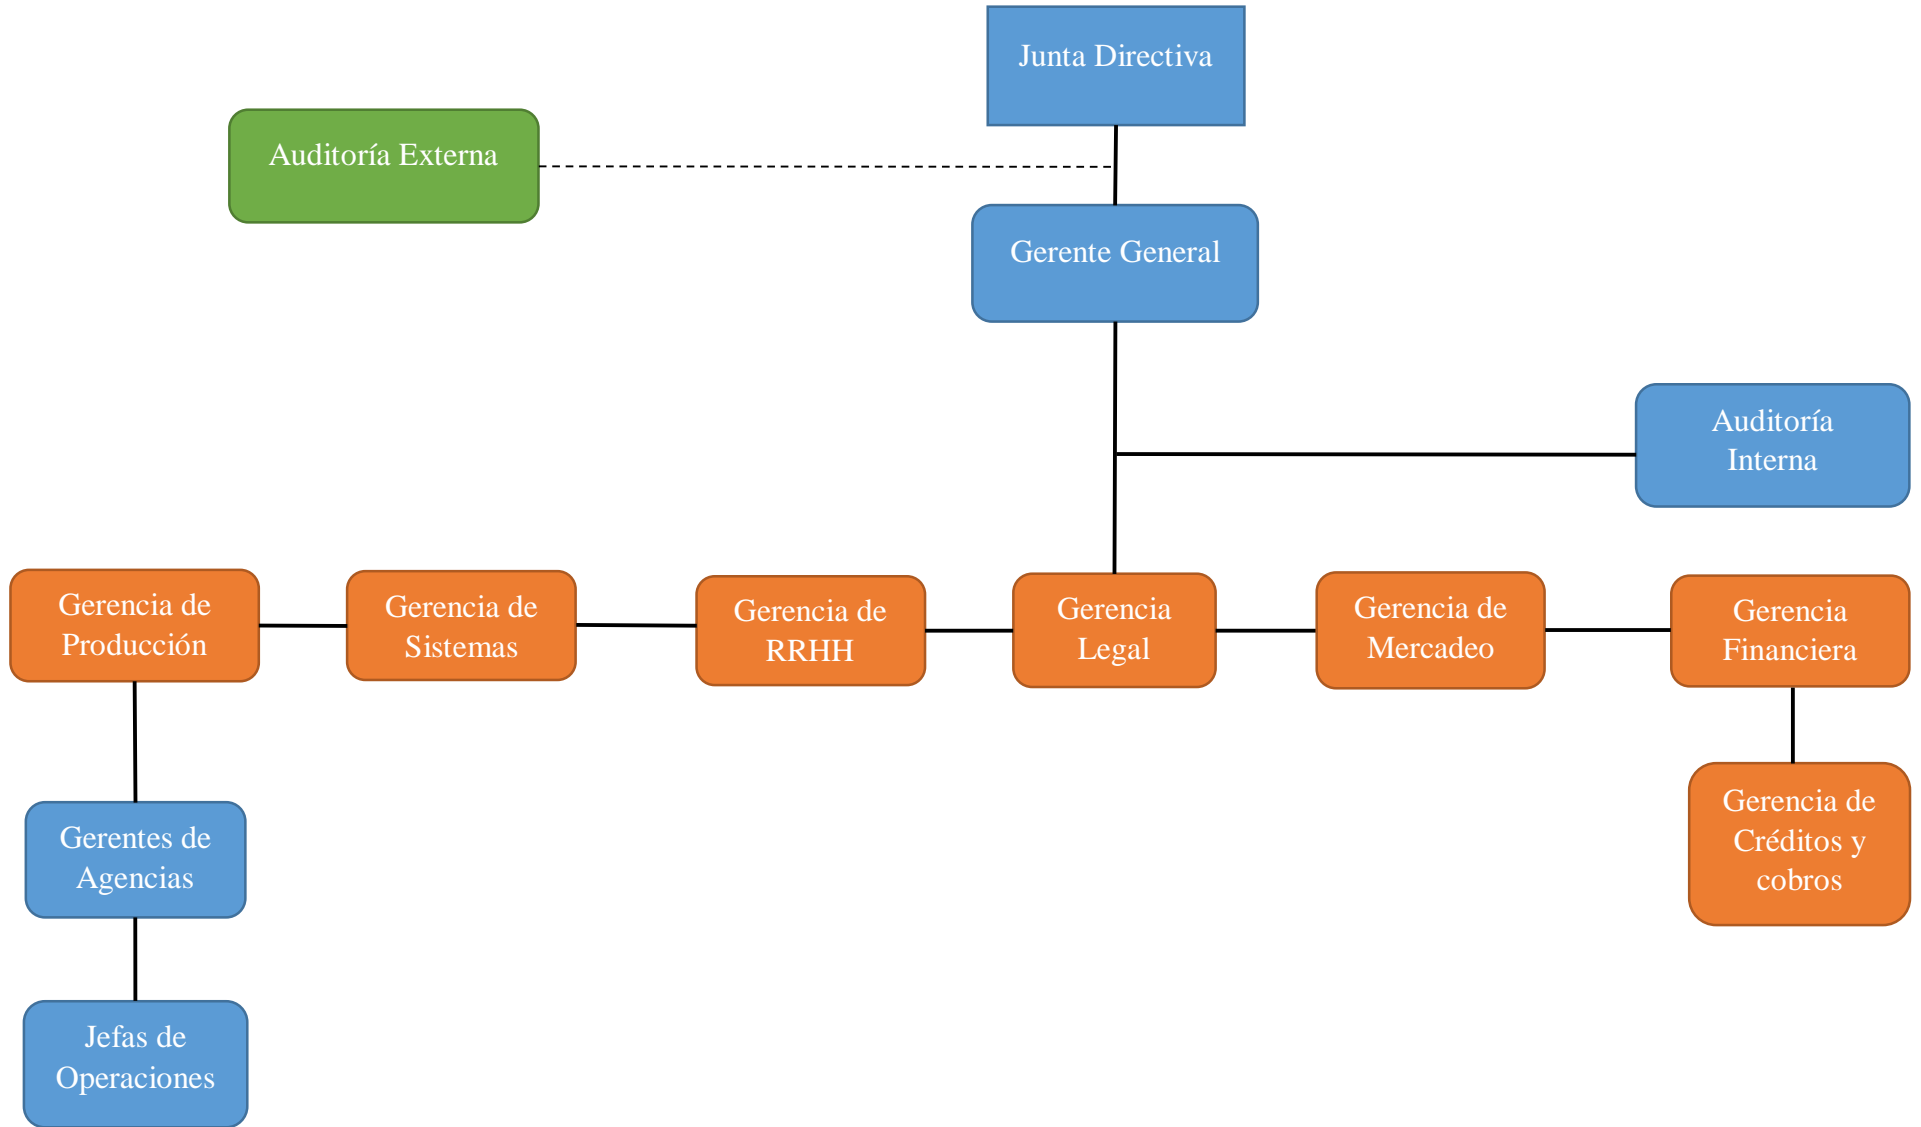 Junta Directiva
Auditoría Externa
Gerente General
Auditoría
Interna
Gerencia de
Producción
Gerencia de
Sistemas
Gerencia de
RRHH
Gerencia
Legal
Gerencia de
Mercadeo
Gerencia
Financiera
Gerentes de
Agencias
Gerencia de
Créditos y
cobros
Jefas de
Operaciones